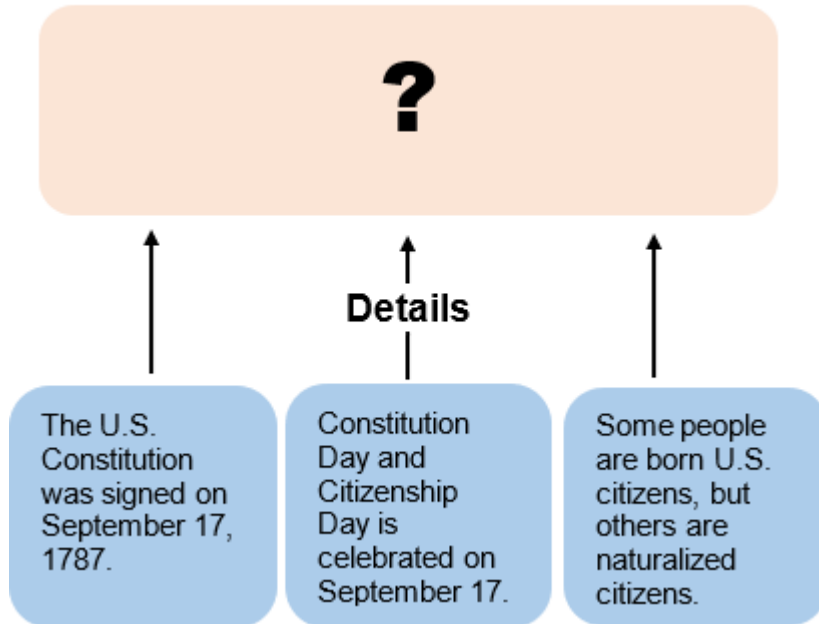 ?
Details
The U.S.
Constitution
was signed on
September 17,
1787.
Constitution
Day and
Citizenship
Day is
celebrated on
September 17.
Some people
are born U.S.
citizens, but
others are
naturalized
citizens.